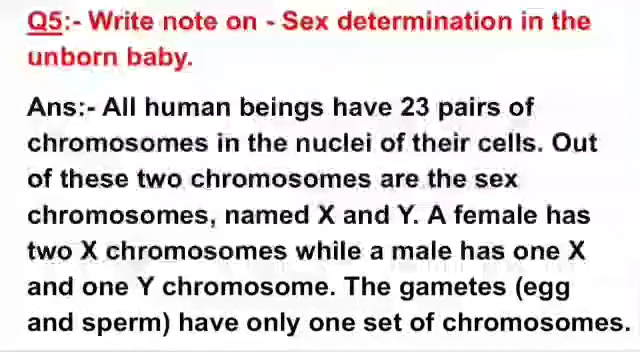 Q5:- Write note on - Sex determination in the
unborn baby.
Ans:- All human beings have 23 pairs of
chromosomes in the nuclei of their cells. Out
of these two chromosomes are the sex
chromosomes, named X and Y. A female has
two X chromosomes while a male has one X
and one Y chromosome. The gametes (egg
and sperm) have only one set of chromosomes.